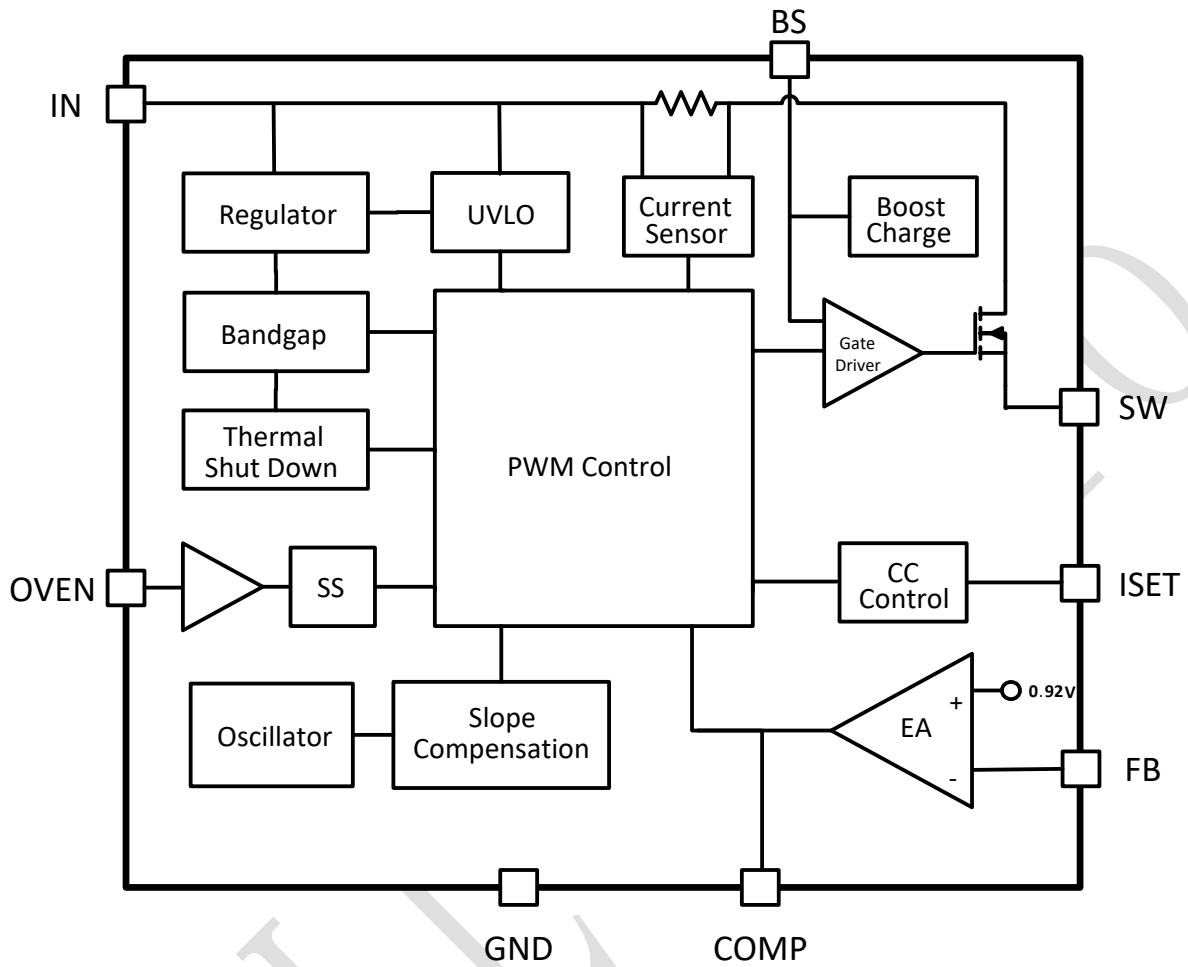 BS
IN
Regulator
UVLO
Current
Sensor
Boost
Charge
Bandgap
Gate
Driver
SW
Thermal
Shut Down
PWM Control
OVEN
SS
CC
Control
ISET
Oscillator
Slope
Compensation
EA
+
0.92V
-
FB
GND
COMP